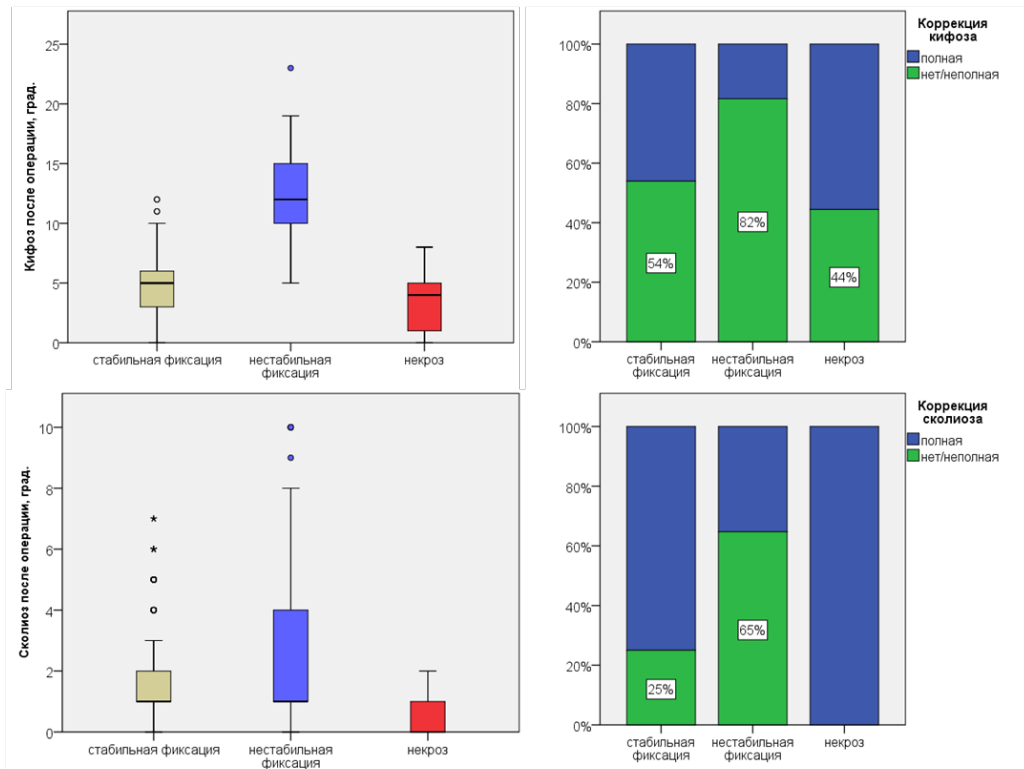 Кифоз после операции, град.
25
20
15
10
5
0
стабильная фиксация
нестабильная
фиксация
некроз
100%
80%
60%
40%
20%
0%
54%
82%
44%
стабильная
фиксация
нестабильная
фиксация
некроз
Коррекция
кифоза
полная
нет/неполная
Сколиоз после операции, град.
10
8
6
4
2
0
стабильная фиксация
нестабильная
фиксация
некроз
100%
80%
60%
40%
20%
0%
25%
65%
стабильная
фиксация
нестабильная
фиксация
некроз
Коррекция
сколиоза
полная
нет/неполная